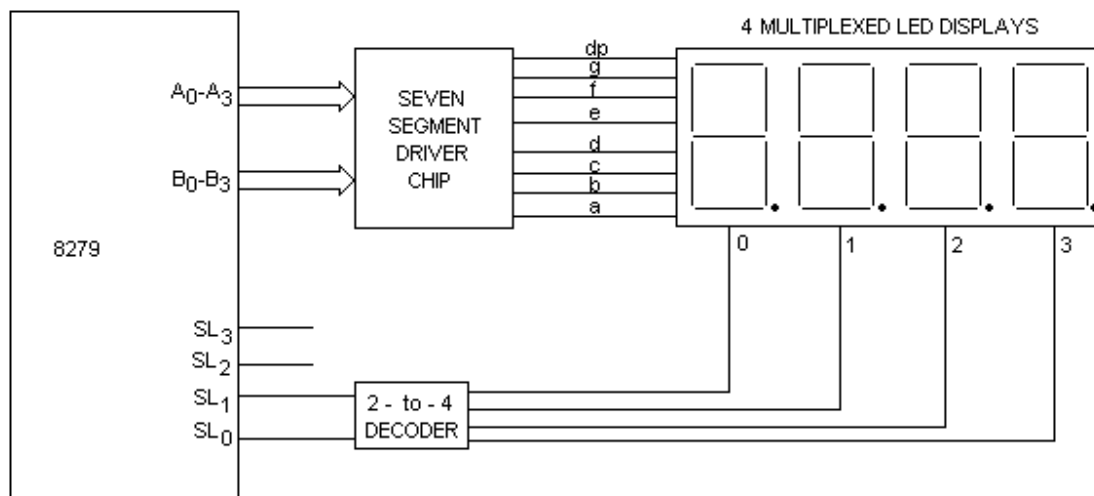 4 MULTIPLEXED LED DISPLAYS
A0-A3
B0-B3
8279
SL3
SL2
SL1
SL0
SEVEN
SEGMENT
DRIVER
CHIP
dp
g
f
e
d
c
b
a
0
1
2
3
2 - to - 4
DECODER